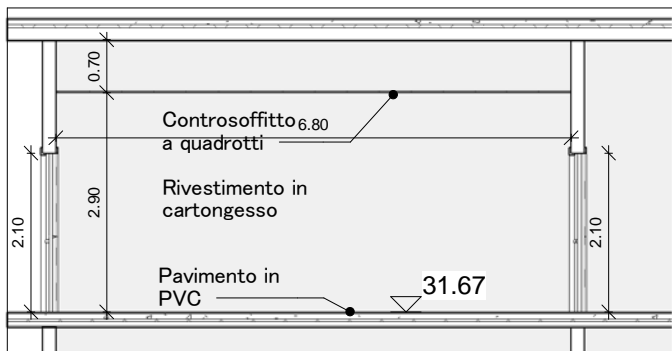 0.70
Controsoffitto 6.80
a quadrotti
Rivestimento in
cartongesso
2.90
2.10
2.10
Pavimento in
PVC
31.67